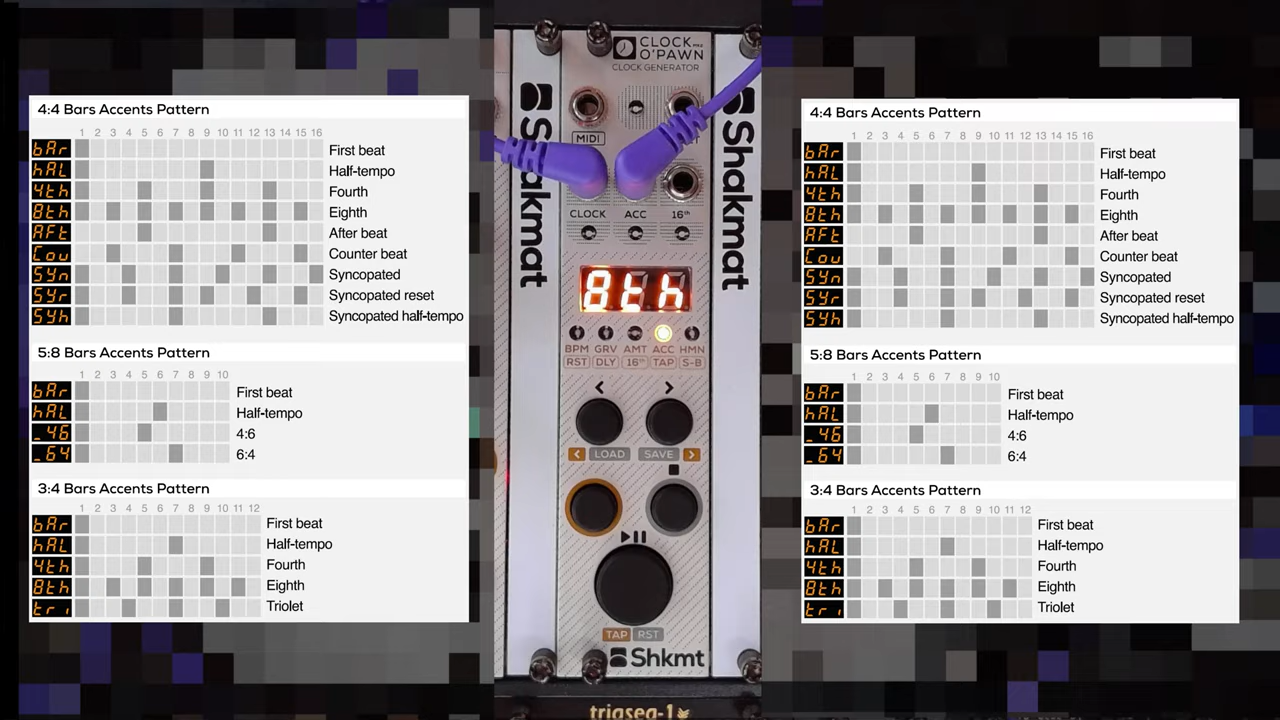 4:4 Bars Accents Pattern
1 2 3 4 5 6 7 8 9 10 11 12 13 14 15 16
bAr First beat
hAL Half-tempo
4th Fourth
8th Eighth
AFt After beat
Cou Counter beat
SYn Syncopated
SYr Syncopated reset
SYh Syncopated half-tempo
5:8 Bars Accents Pattern
1 2 3 4 5 6 7 8 9 10
bAr First beat
hAL Half-tempo
_46 4:6
_64 6:4
3:4 Bars Accents Pattern
1 2 3 4 5 6 7 8 9 10 11 12
bAr First beat
hAL Half-tempo
4th Fourth
8th Eighth
tri Triolet
Shakmat
CLOCK MK2
O'PAWN
CLOCK GENERATOR
MIDI
CLOCK ACC 16th
8th
BPM GRV AMT ACC HMN
RST DLY 16th TAP S-B
< >
< LOAD SAVE >
TAP RST
Shkmt
trigseq-1
Shakmat
4:4 Bars Accents Pattern
1 2 3 4 5 6 7 8 9 10 11 12 13 14 15 16
bAr First beat
hAL Half-tempo
4th Fourth
8th Eighth
AFt After beat
Cou Counter beat
SYn Syncopated
SYr Syncopated reset
SYh Syncopated half-tempo
5:8 Bars Accents Pattern
1 2 3 4 5 6 7 8 9 10
bAr First beat
hAL Half-tempo
_46 4:6
_64 6:4
3:4 Bars Accents Pattern
1 2 3 4 5 6 7 8 9 10 11 12
bAr First beat
hAL Half-tempo
4th Fourth
8th Eighth
tri Triolet